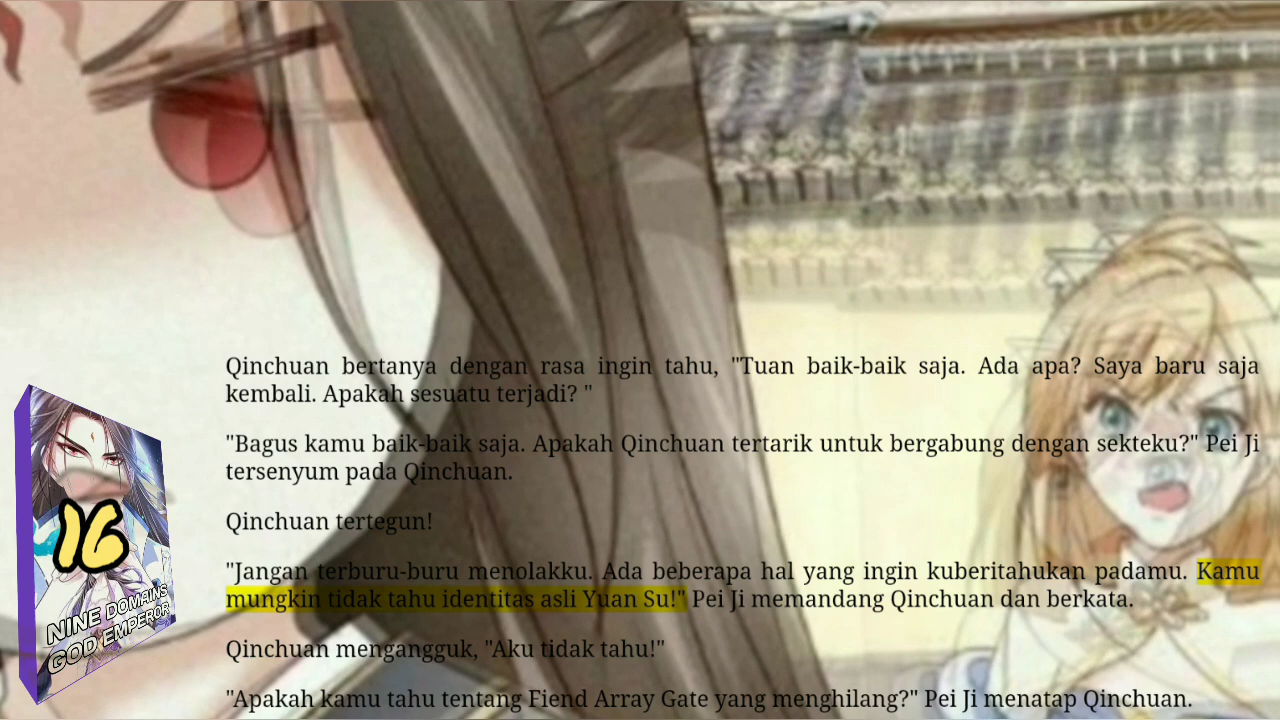 Qinchuan bertanya dengan rasa ingin tahu, "Tuan baik-baik saja. Ada apa? Saya baru saja
kembali. Apakah sesuatu terjadi? "
"Bagus kamu baik-baik saja. Apakah Qinchuan tertarik untuk bergabung dengan sekteku?" Pei Ji
tersenyum pada Qinchuan.
Qinchuan tertegun!
"Jangan terburu-buru menolakku. Ada beberapa hal yang ingin kuberitahukan padamu. Kamu
mungkin tidak tahu identitas asli Yuan Su!" Pei Ji memandang Qinchuan dan berkata.
Qinchuan mengangguk, "Aku tidak tahu!"
"Apakah kamu tahu tentang Fiend Array Gate yang menghilang?" Pei Ji menatap Qinchuan.
16
NINE DOMAINS
GOD EMPEROR